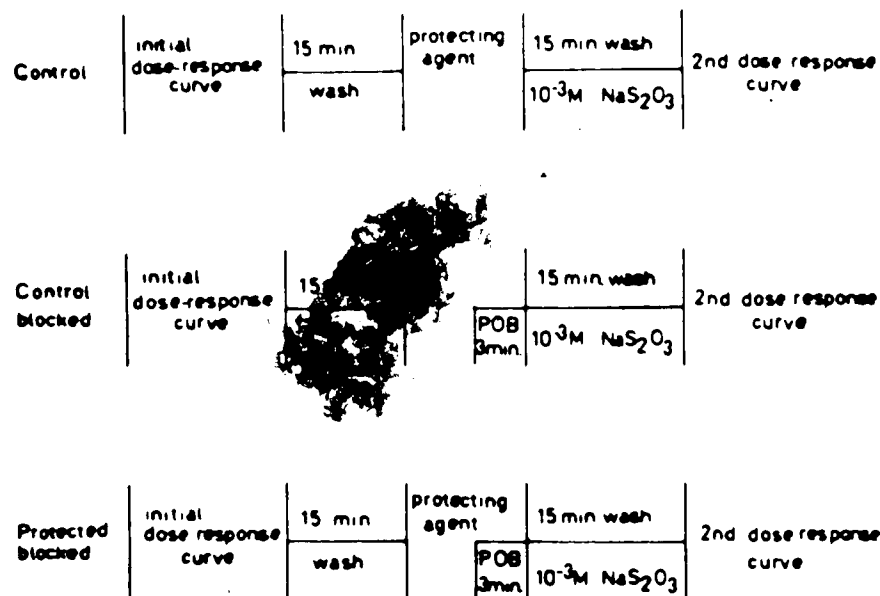 Control
initial
dose-response
curve
15 min
wash
protecting
agent
15 min wash
10⁻³M NaS₂O₃
2nd dose response
curve
Control
blocked
initial
dose-response
curve
15
POB
3min.
15 min wash
10⁻³M NaS₂O₃
2nd dose response
curve
Protected
blocked
initial
dose response
curve
15 min
wash
protecting
agent
POB
3min.
15 min wash
10⁻³M NaS₂O₃
2nd dose response
curve